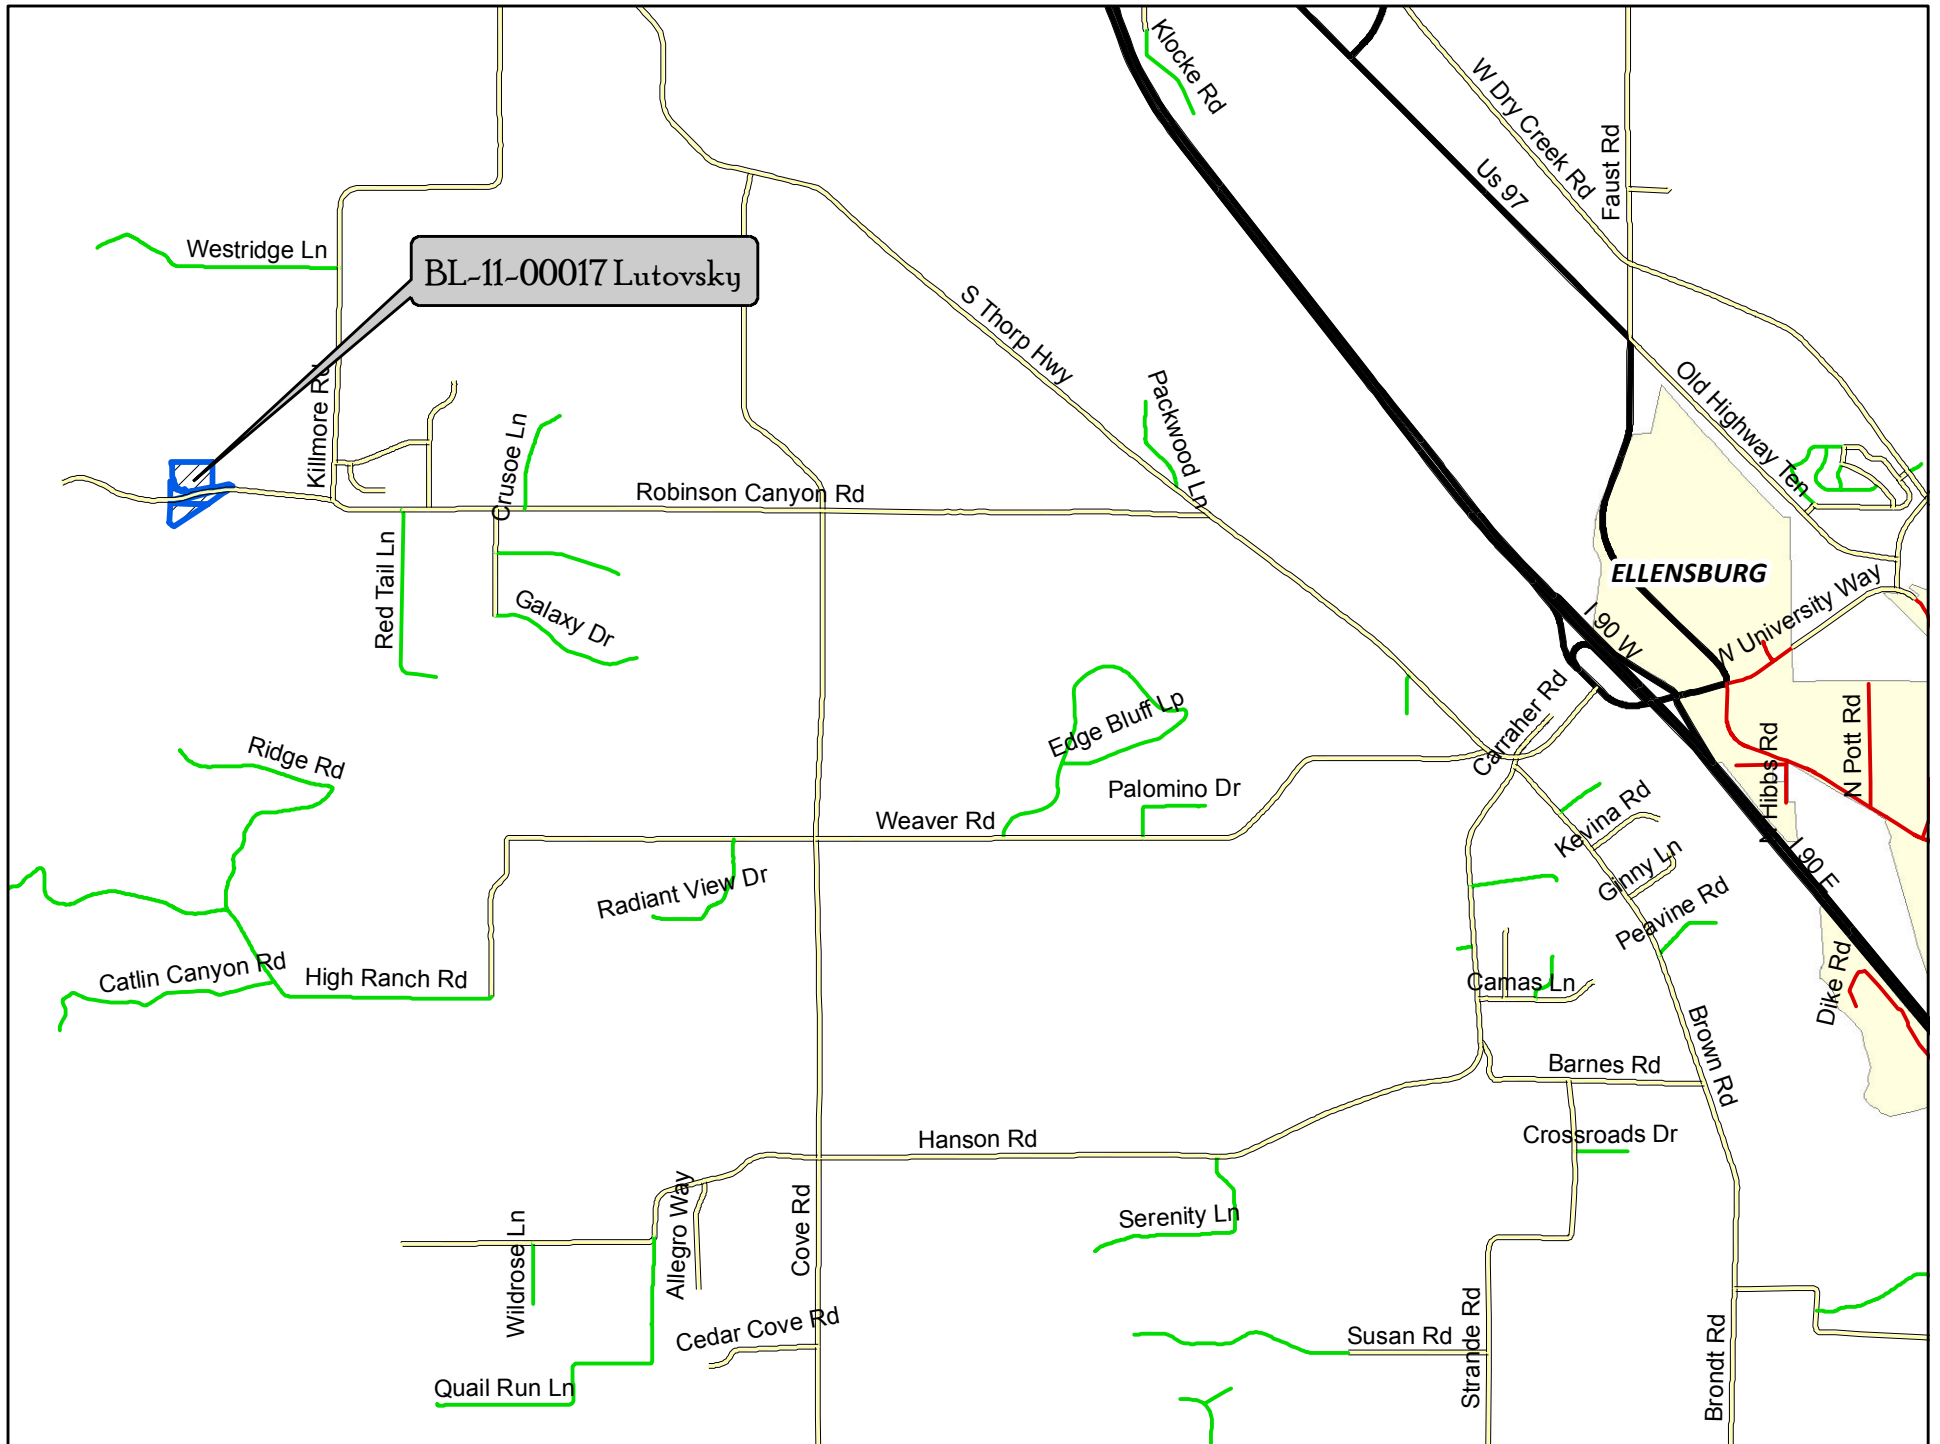 Klocke Rd
W Dry Creek Rd
Faust Rd
Us 97
Westridge Ln
BL-11-00017 Lutovsky
S Thorp Hwy
Killmore Rd
Packwood Ln
Old Highway Ten
Crusoe Ln
Robinson Canyon Rd
Red Tail Ln
Galaxy Dr
ELLENSBURG
I 90 W
W University Way
Carraher Rd
Edge Bluff Lp
N Pott Rd
N Hibbs Rd
Ridge Rd
Palomino Dr
Weaver Rd
Kevina Rd
I 90 E
Ginny Ln
Radiant View Dr
Peavine Rd
Catlin Canyon Rd
High Ranch Rd
Camas Ln
Dike Rd
Brown Rd
Barnes Rd
Hanson Rd
Crossroads Dr
Allegro Way
Cove Rd
Serenity Ln
Wildrose Ln
Cedar Cove Rd
Susan Rd
Strande Rd
Brondt Rd
Quail Run Ln